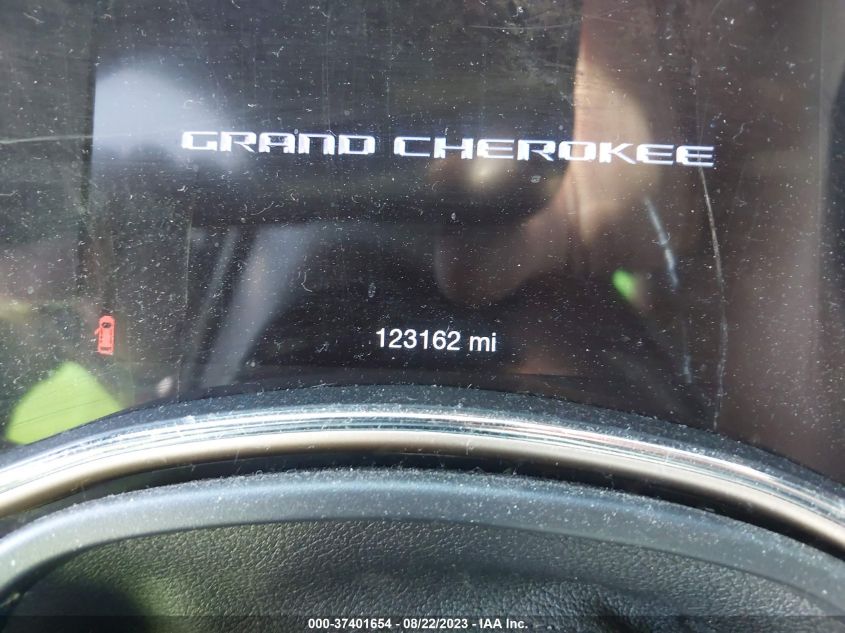 GRAND CHEROKEE
123162 mi
000-37401654 - 08/22/2023 - IAA Inc.